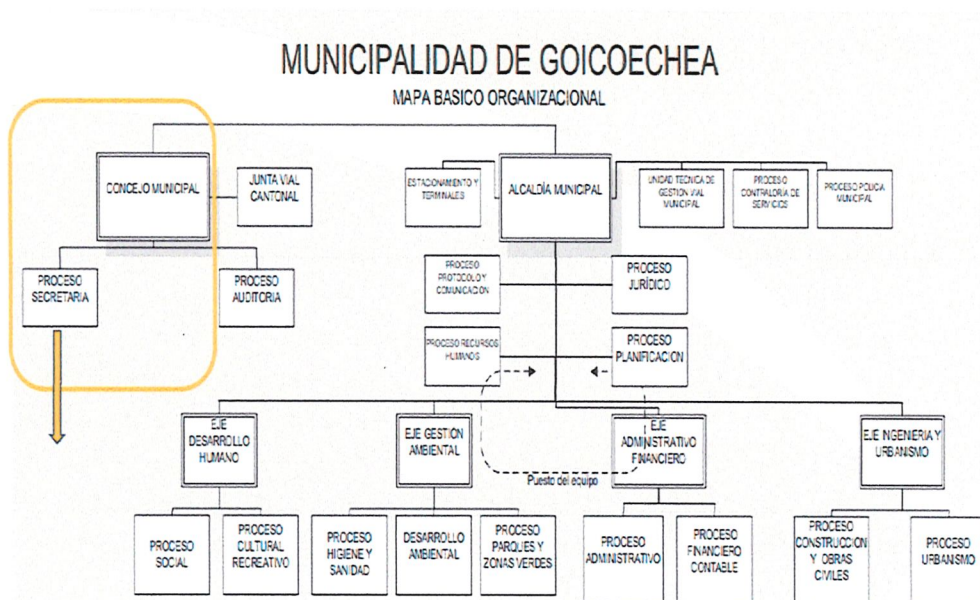 MUNICIPALIDAD DE GOICOECHEA
MAPA BASICO ORGANIZACIONAL
CONCEJO MUNICIPAL
JUNTA VIAL
CANTONAL
ESTACIONAMIENTO Y
TERMINALES
ALCALDÍA MUNICIPAL
UNIDAD TECNICA DE
GESTION VIAL
MUNICIPAL
PROCESO
CONTRALORIA DE
SERVICIOS
PROCESO POLICIA
MUNICIPAL
PROCESO
SECRETARIA
PROCESO
AUDITORIA
PROCESO
PROTOCOLO Y
COMUNICACIÓN
PROCESO
JURÍDICO
PROCESO RECURSOS
HUMANOS
PROCESO
PLANIFICACION
EJE
DESARROLLO
HUMANO
EJE GESTIÓN
AMBIENTAL
EJE
ADMINISTRATIVO
FINANCIERO
EJE INGENIERIA Y
URBANISMO
Puesto del equipo
PROCESO
SOCIAL
PROCESO
CULTURAL
RECREATIVO
PROCESO
HIGIENE Y
SANIDAD
DESARROLLO
AMBIENTAL
PROCESO
PARQUES Y
ZONAS VERDES
PROCESO
ADMINISTRATIVO
PROCESO
FINANCIERO
CONTABLE
PROCESO
CONSTRUCCION
Y OBRAS
CIVILES
PROCESO
URBANISMO